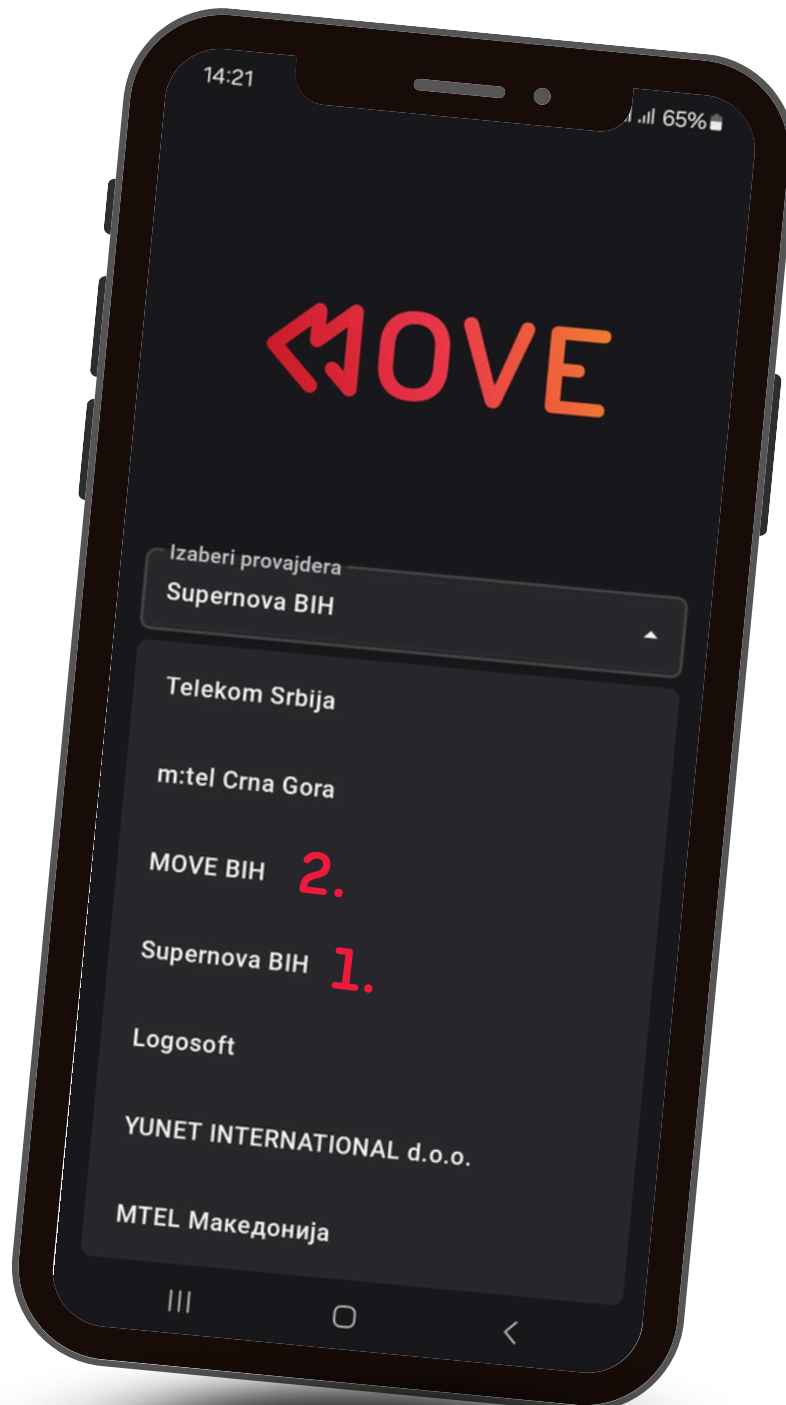 14:21
65%
MOVE
Izaberi provajdera
Supernova BIH
Telekom Srbija
m:tel Crna Gora
MOVE BIH 2.
Supernova BIH 1.
Logosoft
YUNET INTERNATIONAL d.o.o.
MTEL Македонија